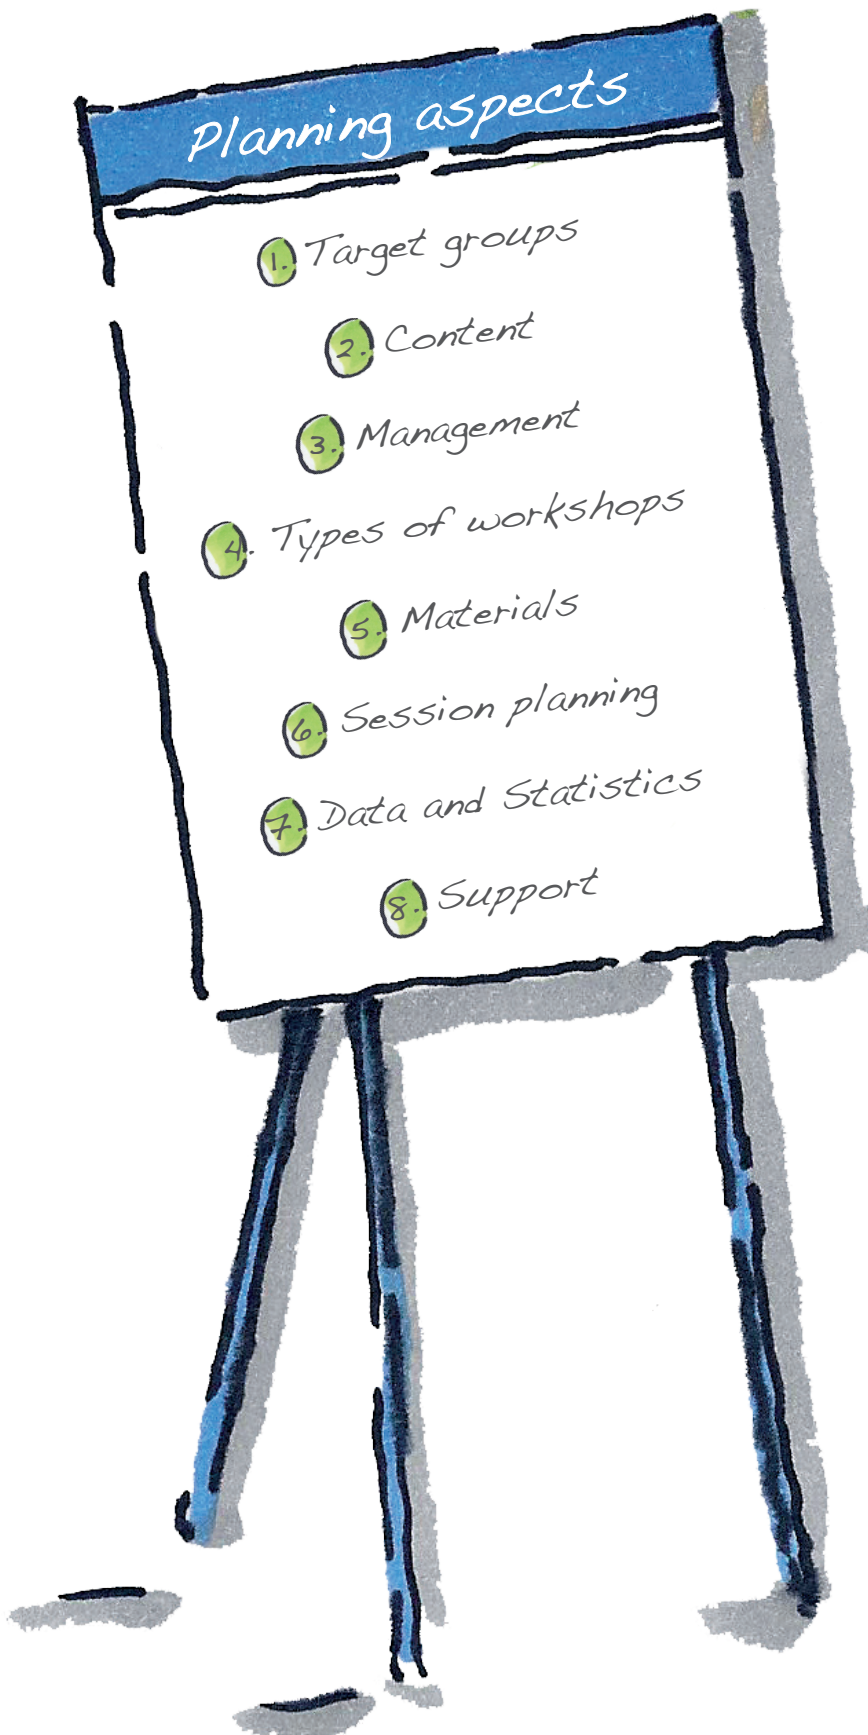 Planning aspects
1. Target groups
2. Content
3. Management
4. Types of workshops
5. Materials
6. Session planning
7. Data and Statistics
8. Support